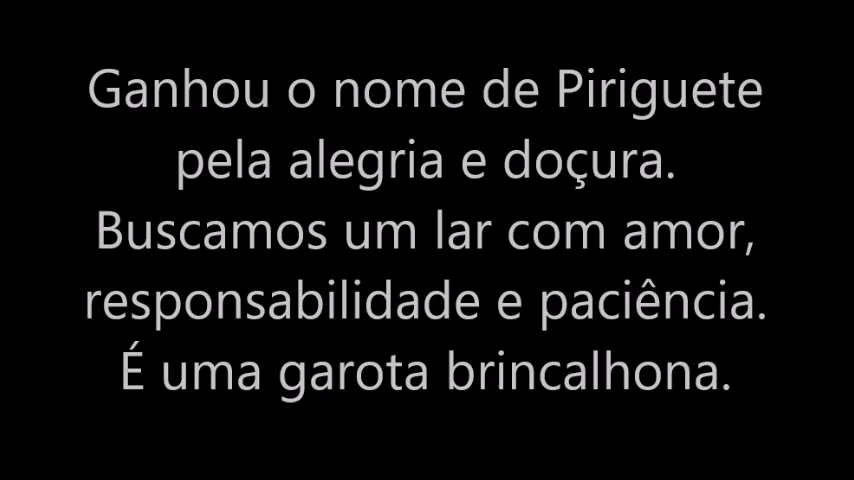 Ganhou o nome de Piriguete
pela alegria e doçura.
Buscamos um lar com amor,
responsabilidade e paciência.
É uma garota brincalhona.